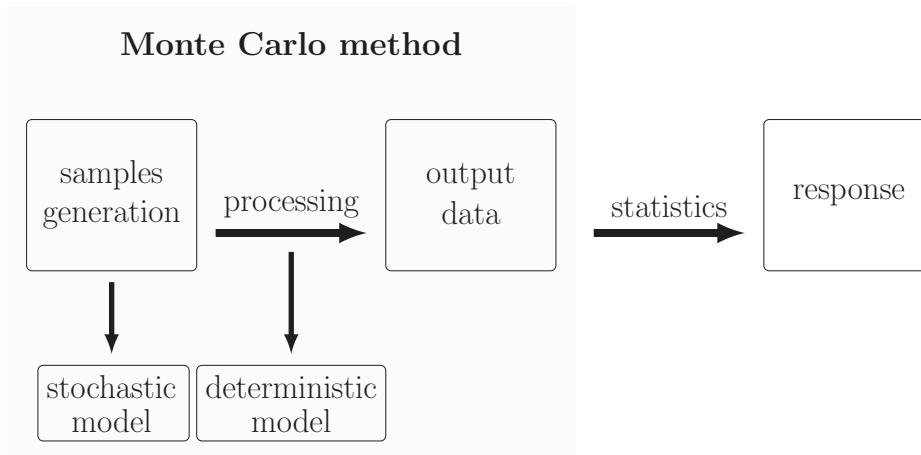 Monte Carlo method
samples
generation
processing
output
data
statistics
response
stochastic
model
deterministic
model